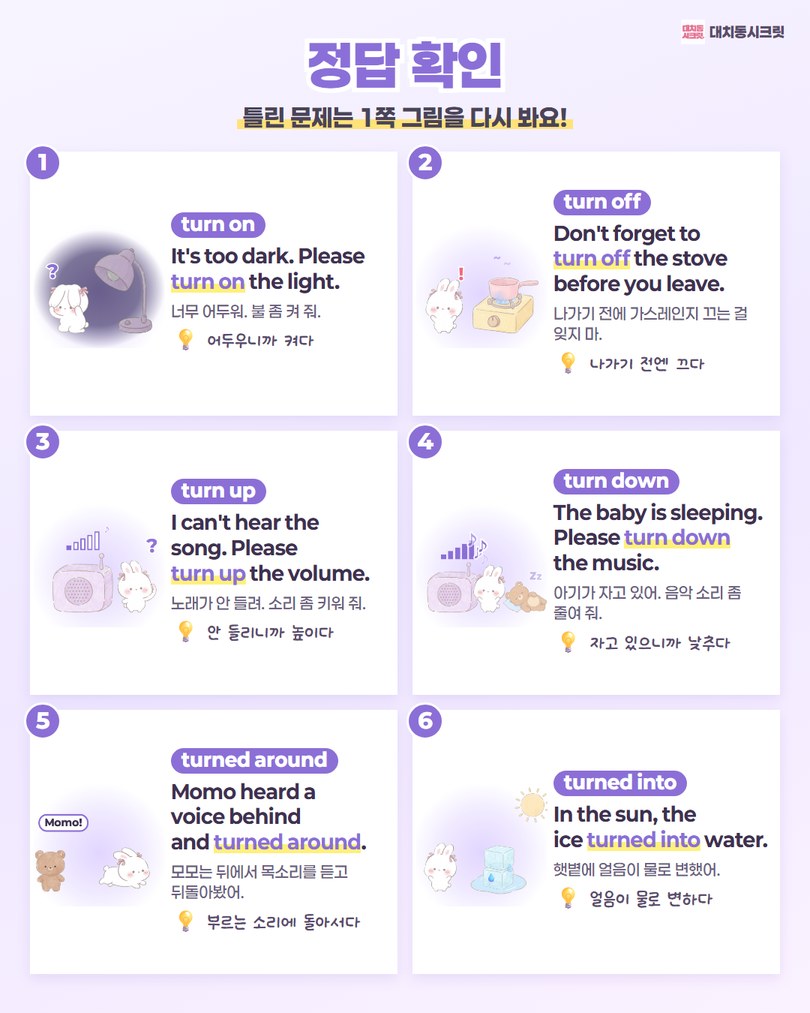 대치동
시크릿
대치동시크릿
정답 확인
틀린 문제는 1쪽 그림을 다시 봐요!
1
?
turn on
It's too dark. Please
turn on the light.
너무 어두워. 불 좀 켜 줘.
어두우니까 켜다
2
!
turn off
Don't forget to
turn off the stove
before you leave.
나가기 전에 가스레인지 끄는 걸
잊지 마.
나가기 전엔 끄다
3
?
turn up
I can't hear the
song. Please
turn up the volume.
노래가 안 들려. 소리 좀 키워 줘.
안 들리니까 높이다
4
zz
turn down
The baby is sleeping.
Please turn down
the music.
아기가 자고 있어. 음악 소리 좀
줄여 줘.
자고 있으니까 낮추다
5
Momo!
turned around
Momo heard a
voice behind
and turned around.
모모는 뒤에서 목소리를 듣고
뒤돌아봤어.
부르는 소리에 돌아서다
6
turned into
In the sun, the
ice turned into water.
햇볕에 얼음이 물로 변했어.
얼음이 물로 변하다